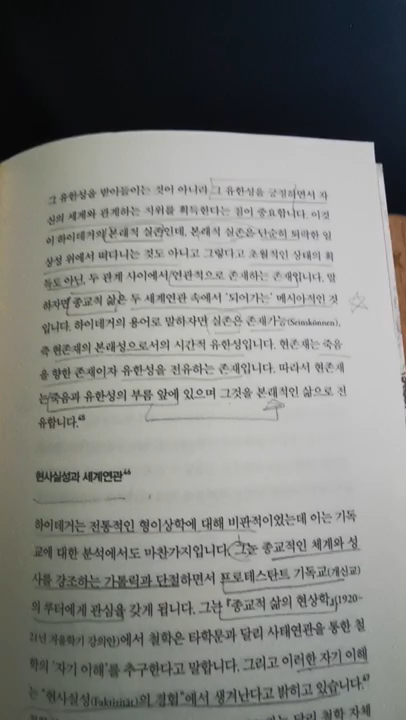 그 유한성을 받아들이는 것이 아니라 그 유한성을 긍정하면서 자
신의 세계와 관계하는 지위를 획득한다는 점이 중요합니다. 이것
이 하이데거의 본래적 실존인데, 본래적 실존은 단순히 퇴락한 일
상성 위에서 떠다니는 것도 아니고 그렇다고 초월적인 상태의 획
득도 아닌, 두 관계 사이에서 연관적으로 존재하는 존재입니다. 말
하자면 종교적 삶은 두 세계연관 속에서 '되어가는' 메시아적인 것
입니다. 하이데거의 용어로 말하자면 실존은 존재가능(Seinskönnen),
즉 현존재의 본래성으로서의 시간적 유한성입니다. 현존재는 죽음
을 향한 존재이자 유한성을 전유하는 존재입니다. 따라서 현존재
는 죽음과 유한성의 부름 앞에 있으며 그것을 본래적인 삶으로 전
유합니다.
현사실성과 세계연관
하이데거는 전통적인 형이상학에 대해 비관적이었는데 이는 기독
교에 대한 분석에서도 마찬가지입니다. 그는 종교적인 체계와 성
사를 강조하는 가톨릭과 단절하면서 프로테스탄트 기독교(개신교)
의 루터에게 관심을 갖게 됩니다. 그는 『종교적 삶의 현상학』(1920-
21년 겨울학기 강의안)에서 철학은 타학문과 달리 사태연관을 통한 철
학의 '자기 이해'를 추구한다고 말합니다. 그리고 이러한 자기 이해
는 "현사실성(Faktizität)의 경험"에서 생겨난다고 밝히고 있습니다.
달리 철학 자체